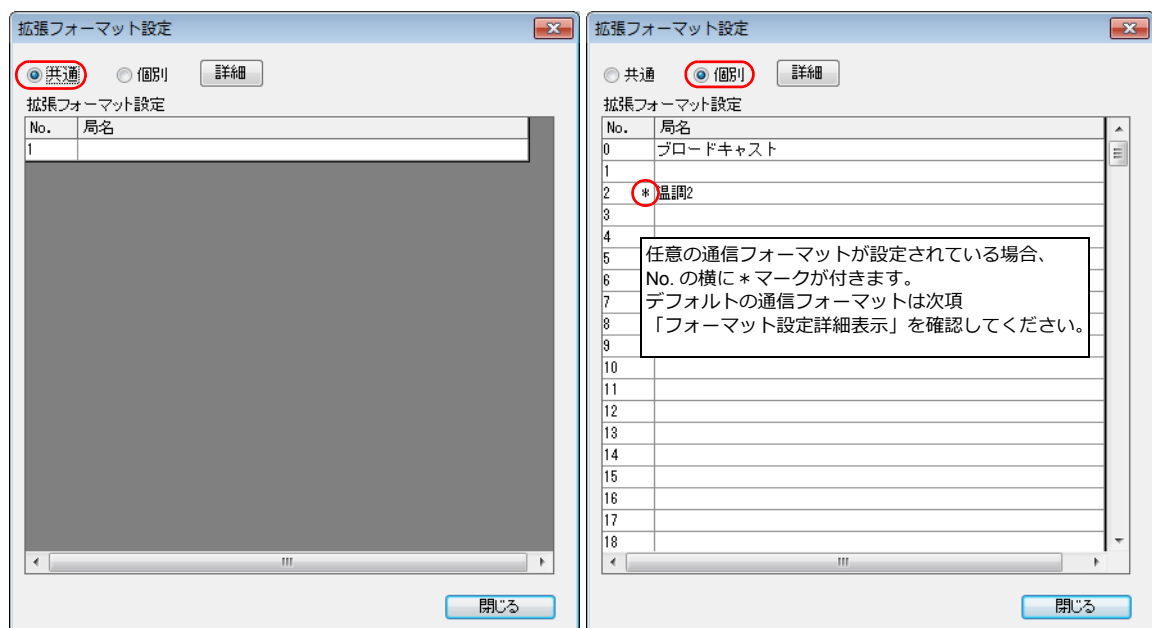 拡張フォーマット設定
共通 個別 詳細
拡張フォーマット設定
No. 局名
1
閉じる
拡張フォーマット設定
共通 個別 詳細
拡張フォーマット設定
No. 局名
0 ブロードキャスト
1
2 * 温調2
3
4
5
6
7
8
9
10
11
12
13
14
15
16
17
18
任意の通信フォーマットが設定されている場合、
No. の横に * マークが付きます。
デフォルトの通信フォーマットは次項
「フォーマット設定詳細表示」を確認してください。
閉じる